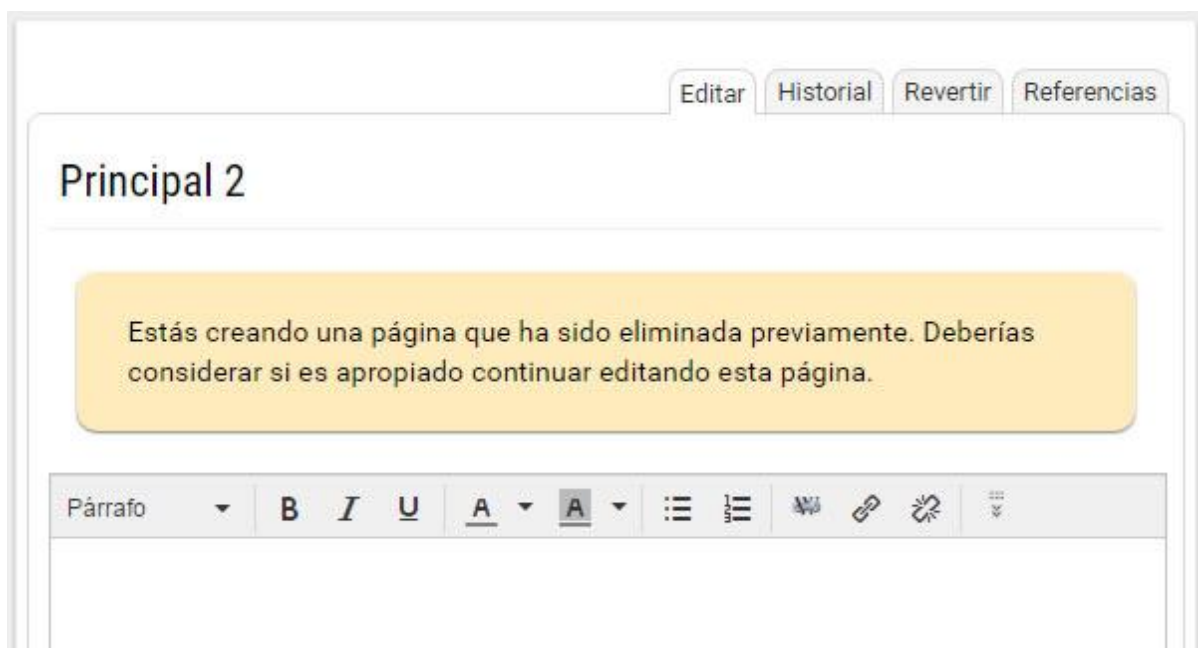 Editar Historial Revertir Referencias
Principal 2
Estás creando una página que ha sido eliminada previamente. Deberías
considerar si es apropiado continuar editando esta página.
Párrafo B I U A A